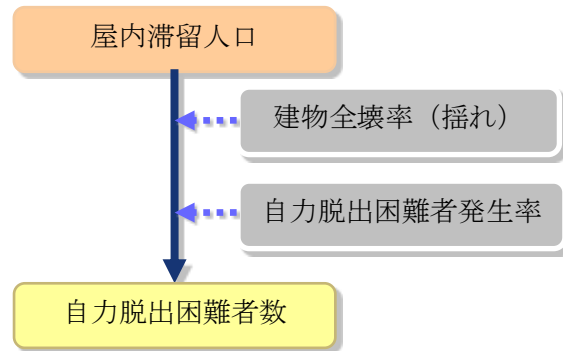 屋内滞留人口
建物全壊率（揺れ）
自力脱出困難者発生率
自力脱出困難者数